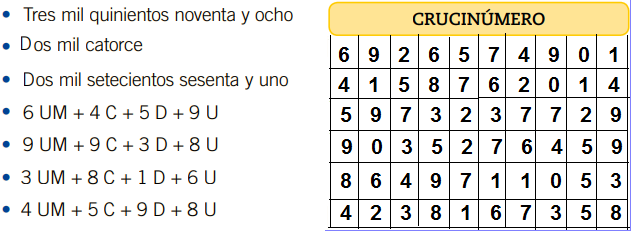 • Tres mil quinientos noventa y ocho
• Dos mil catorce
• Dos mil setecientos sesenta y uno
• 6 UM + 4 C + 5 D + 9 U
• 9 UM + 9 C + 3 D + 8 U
• 3 UM + 8 C + 1 D + 6 U
• 4 UM + 5 C + 9 D + 8 U
CRUCINÚMERO
6 9 2 6 5 7 4 9 0 1
4 1 5 8 7 6 2 0 1 4
5 9 7 3 2 3 7 7 2 9
9 0 3 5 2 7 6 4 5 9
8 6 4 9 7 1 1 0 5 3
4 2 3 8 1 6 7 3 5 8